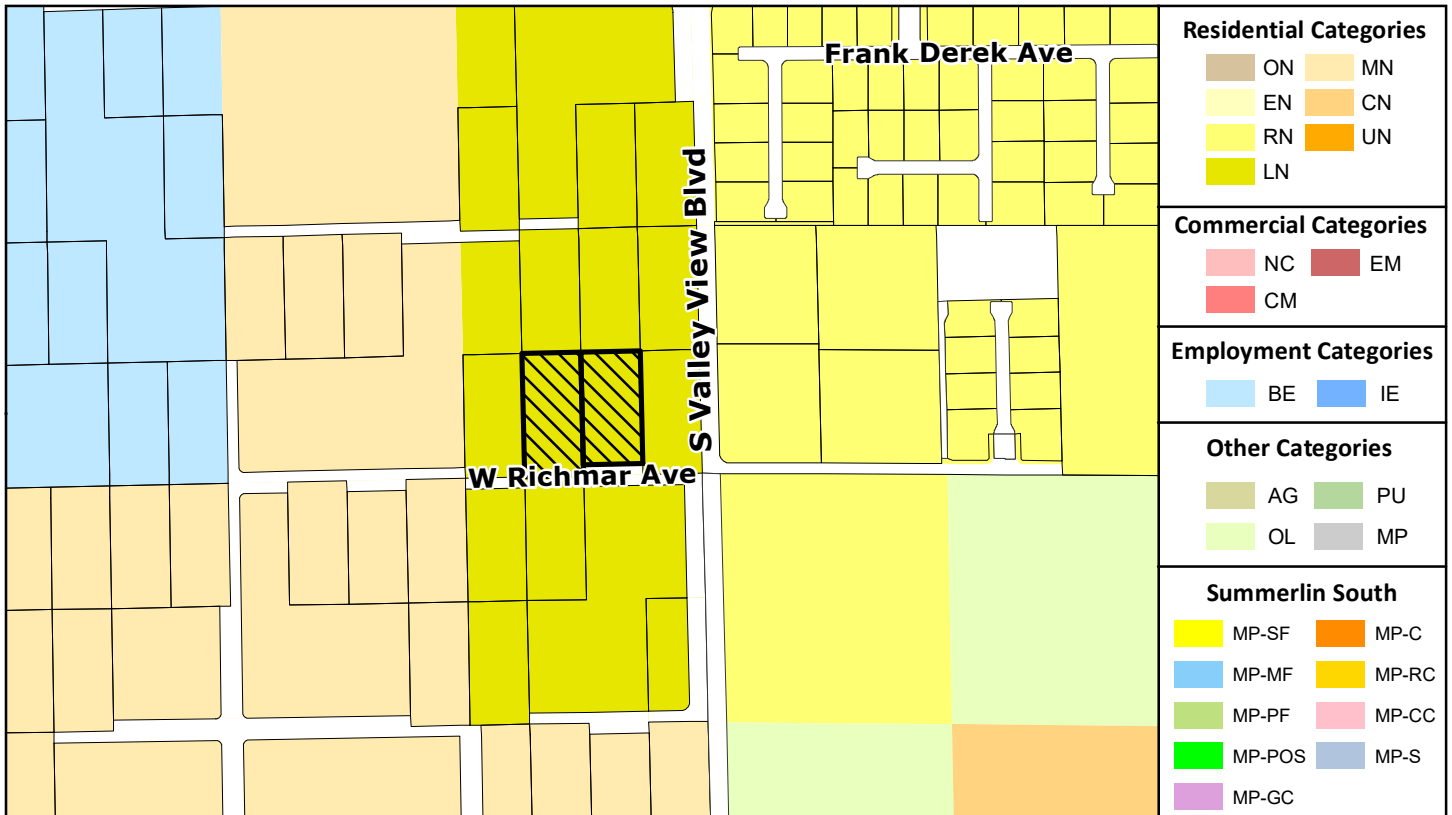 Frank Derek Ave
S Valley View Blvd
W Richmar Ave
Residential Categories
ON MN
EN CN
RN UN
LN
Commercial Categories
NC EM
CM
Employment Categories
BE IE
Other Categories
AG PU
OL MP
Summerlin South
MP-SF MP-C
MP-MF MP-RC
MP-PF MP-CC
MP-POS MP-S
MP-GC